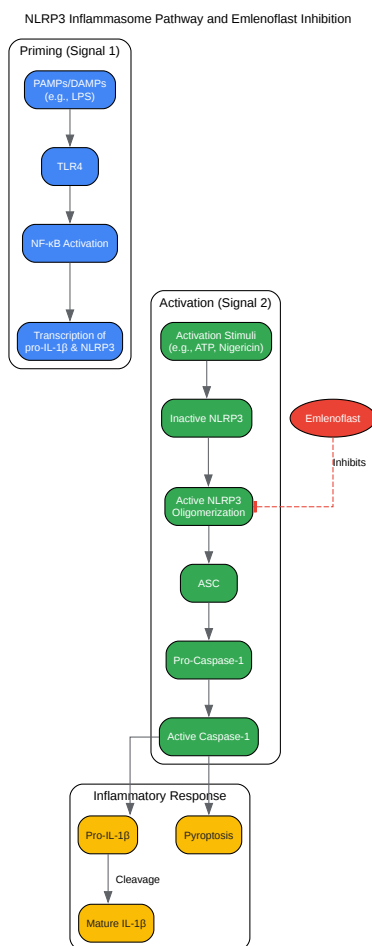 NLRP3 Inflammasome Pathway and Emlenoflast Inhibition
Priming (Signal 1)
PAMPs/DAMPs
(e.g., LPS)
TLR4
NF-κB Activation
Transcription of
pro-IL-1β & NLRP3
Activation (Signal 2)
Activation Stimuli
(e.g., ATP, Nigericin)
Inactive NLRP3
Emlenoflast
Inhibits
Active NLRP3
Oligomerization
ASC
Pro-Caspase-1
Active Caspase-1
Inflammatory Response
Pro-IL-1β
Pyroptosis
Cleavage
Mature IL-1β